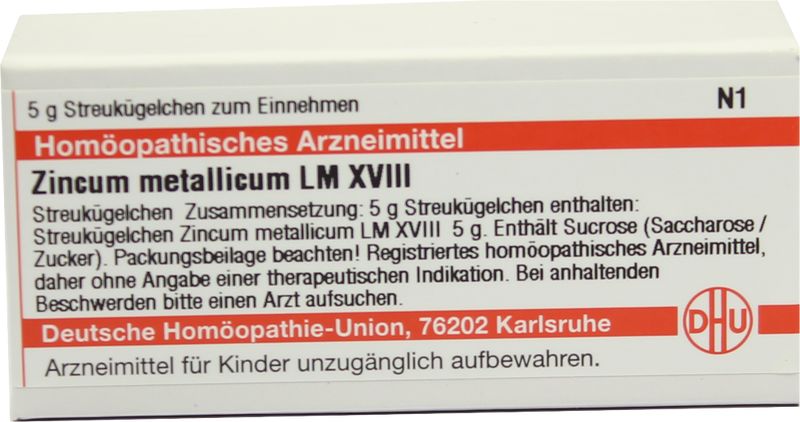 5 g Streukügelchen zum Einnehmen N1
Homöopathisches Arzneimittel
Zincum metallicum LM XVIII
Streukügelchen Zusammensetzung: 5 g Streukügelchen enthalten:
Streukügelchen Zincum metallicum LM XVIII 5 g. Enthält Sucrose (Saccharose /
Zucker). Packungsbeilage beachten! Registriertes homöopathisches Arzneimittel,
daher ohne Angabe einer therapeutischen Indikation. Bei anhaltenden
Beschwerden bitte einen Arzt aufsuchen.
Deutsche Homöopathie-Union, 76202 Karlsruhe
DHU
Arzneimittel für Kinder unzugänglich aufbewahren.